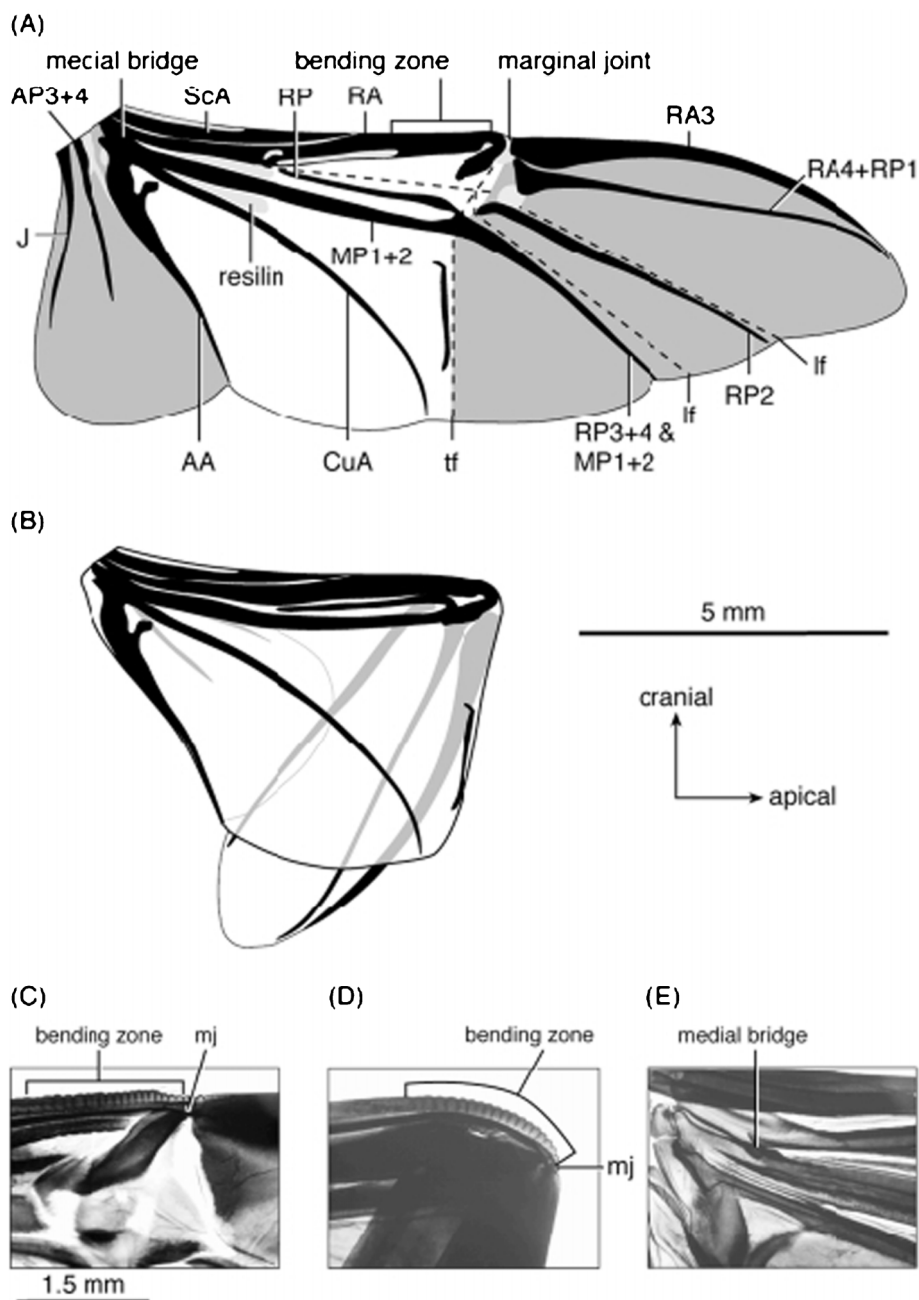 (A)
mecial bridge bending zone marginal joint
AP3+4 ScA RP RA RA3
RA4+RP1
J
resilin MP1+2
lf
RP2
lf
RP3+4 &
MP1+2
AA CuA tf
(B)
5 mm
cranial
apical
(C) (D) (E)
bending zone mj bending zone medial bridge
mj
1.5 mm